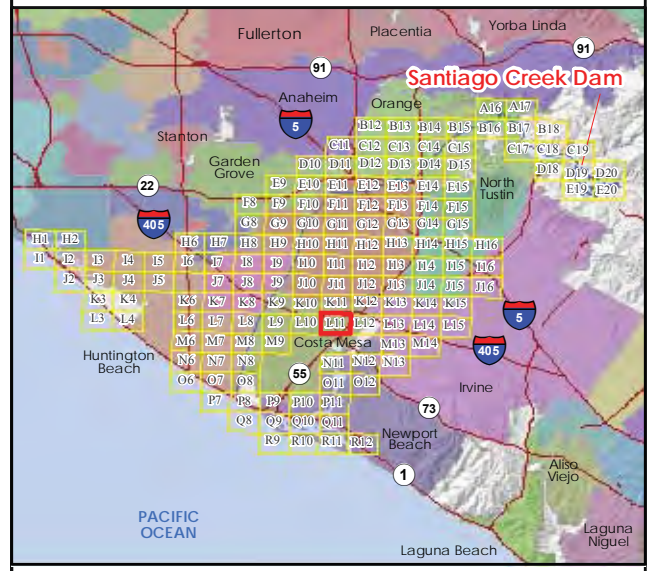 Yorba Linda
Placentia
Fullerton
91
91
Santiago Creek Dam
Anaheim
Orange
5
A16 A17
B12 B13 B14 B15 B16 B17 B18
Stanton
C11 C12 C13 C14 C15 C17 C18 C19
Garden
Grove
D10 D11 D12 D13 D14 D15 D18 D19 D20
22
E9 E10 E11 E12 E13 E14 E15 E19 E20
North
Tustin
F8 F9 F10 F11 F12 F13 F14 F15
405
G8 G9 G10 G11 G12 G13 G14 G15
H1 H2 H6 H7 H8 H9 H10 H11 H12 H13 H14 H15 H16
I1 I2 I3 I4 I5 I6 I7 I8 I9 I10 I11 I12 I13 I14 I15 I16
J2 J3 J4 J5 J7 J8 J9 J10 J11 J12 J13 J14 J15 J16
K3 K4 K6 K7 K8 K9 K10 K11 K12 K13 K14 K15
5
L3 L4 L6 L7 L8 L9 L10 L11 L12 L13 L14 L15
M6 M7 M8 M9 Costa Mesa M13 M14
405
Huntington
Beach
N6 N7 N8 N11 N12 N13
55
O6 O7 O8 O11 O12
Irvine
P7 P8 P9 P10 P11
73
Q8 Q9 Q10 Q11
Newport
Beach
R9 R10 R11 R12
1
Aliso
Viejo
PACIFIC
OCEAN
Laguna
Niguel
Laguna Beach